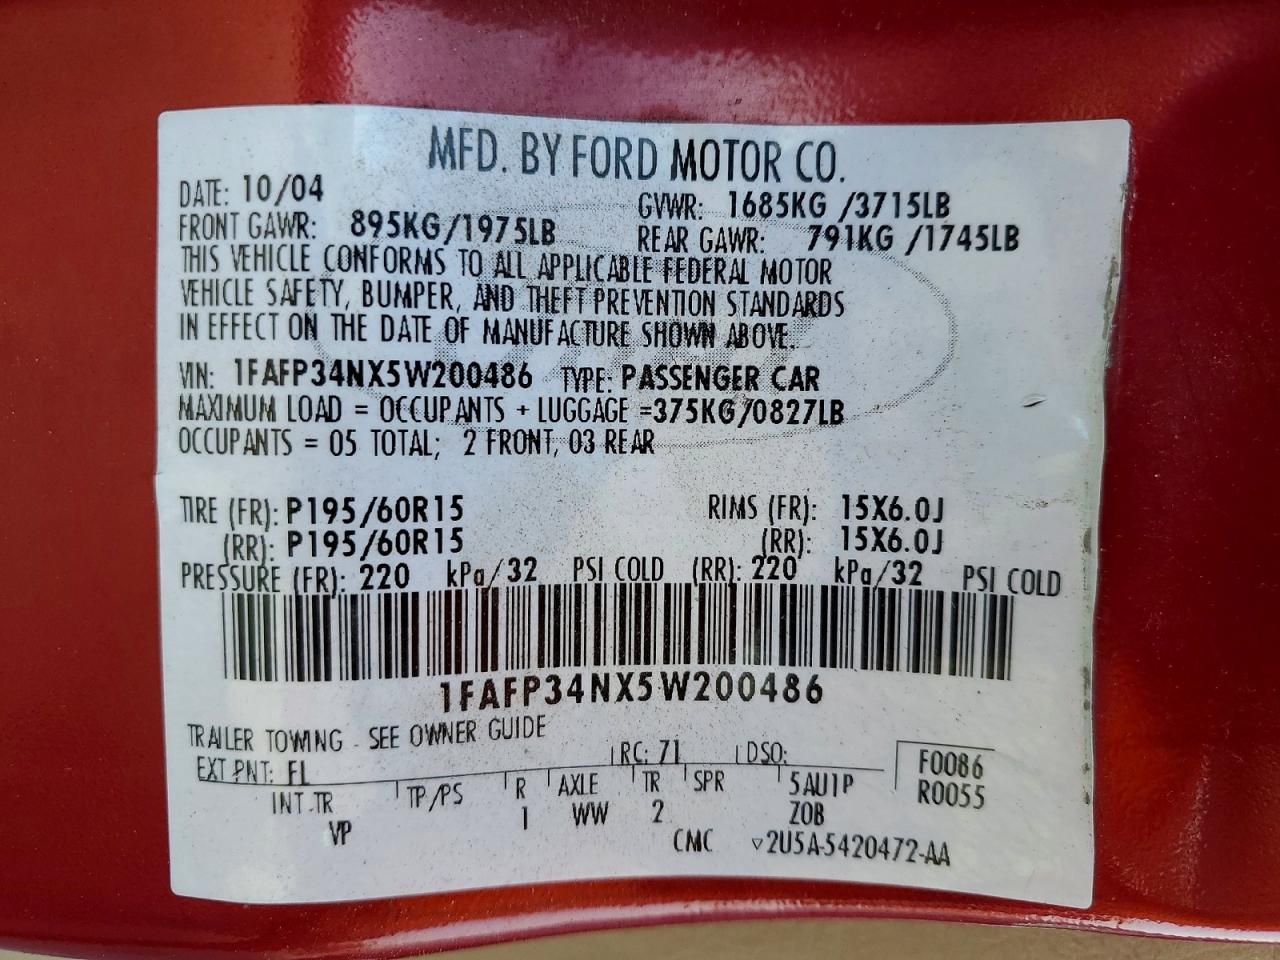 MFD. BY FORD MOTOR CO.
DATE: 10/04 GVWR: 1685KG /3715LB
FRONT GAWR: 895KG/1975LB REAR GAWR: 791KG /1745LB
THIS VEHICLE CONFORMS TO ALL APPLICABLE FEDERAL MOTOR
VEHICLE SAFETY, BUMPER, AND THEFT PREVENTION STANDARDS
IN EFFECT ON THE DATE OF MANUFACTURE SHOWN ABOVE.
VIN: 1FAFP34NX5W200486 TYPE: PASSENGER CAR
MAXIMUM LOAD = OCCUPANTS + LUGGAGE =375KG/0827LB
OCCUPANTS = 05 TOTAL; 2 FRONT, 03 REAR
TIRE (FR): P195/60R15 RIMS (FR): 15X6.0J
(RR): P195/60R15 (RR): 15X6.0J
PRESSURE (FR): 220 kPa/32 PSI COLD (RR): 220 kPa/32 PSI COLD
1FAFP34NX5W200486
TRAILER TOWING - SEE OWNER GUIDE
EXT PNT: FL RC: 71 DSO: F0086
INT TR TP/PS R AXLE TR SPR 5AU1P R0055
VP 1 WW 2 Z0B
CMC ▽2U5A-5420472-AA